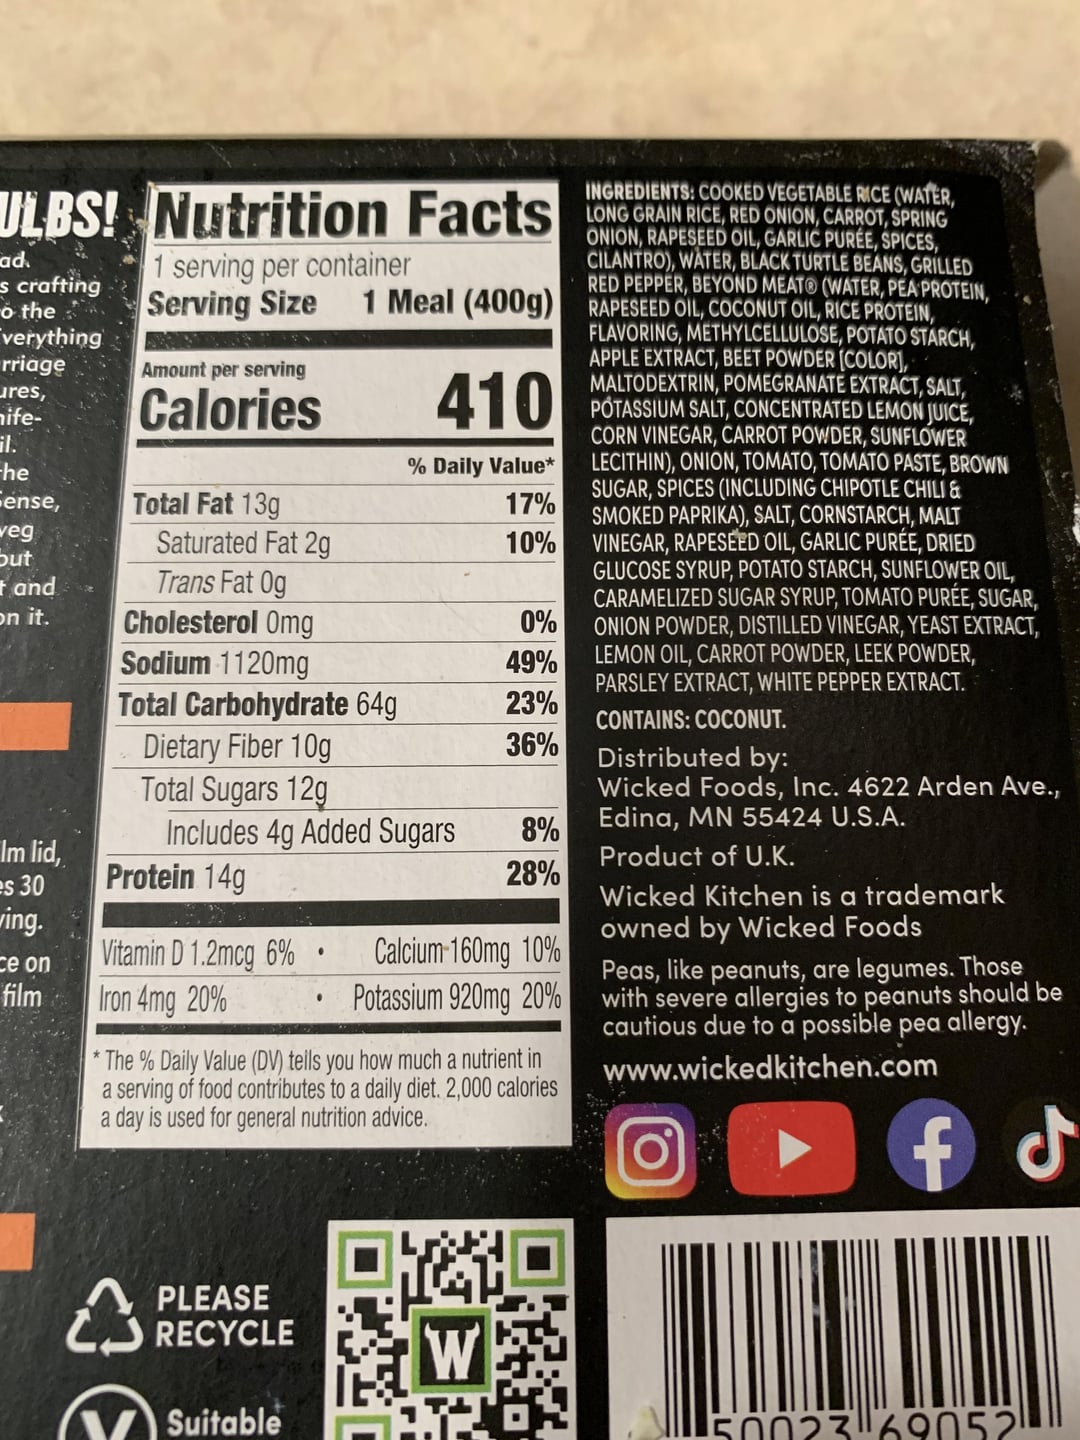 ULBS!
ad.
s crafting
o the
verything
rriage
ures,
nife-
il.
the
Sense,
veg
but
t and
on it.
lm lid,
es 30
ving.
ce on
film
Nutrition Facts
1 serving per container
Serving Size 1 Meal (400g)
Amount per serving
Calories 410
% Daily Value*
Total Fat 13g 17%
Saturated Fat 2g 10%
Trans Fat 0g
Cholesterol 0mg 0%
Sodium 1120mg 49%
Total Carbohydrate 64g 23%
Dietary Fiber 10g 36%
Total Sugars 12g
Includes 4g Added Sugars 8%
Protein 14g 28%
Vitamin D 1.2mcg 6% • Calcium 160mg 10%
Iron 4mg 20% • Potassium 920mg 20%
* The % Daily Value (DV) tells you how much a nutrient in
a serving of food contributes to a daily diet. 2,000 calories
a day is used for general nutrition advice.
INGREDIENTS: COOKED VEGETABLE RICE (WATER,
LONG GRAIN RICE, RED ONION, CARROT, SPRING
ONION, RAPESEED OIL, GARLIC PURÉE, SPICES,
CILANTRO), WATER, BLACK TURTLE BEANS, GRILLED
RED PEPPER, BEYOND MEAT® (WATER, PEA PROTEIN,
RAPESEED OIL, COCONUT OIL, RICE PROTEIN,
FLAVORING, METHYLCELLULOSE, POTATO STARCH,
APPLE EXTRACT, BEET POWDER [COLOR],
MALTODEXTRIN, POMEGRANATE EXTRACT, SALT,
POTASSIUM SALT, CONCENTRATED LEMON JUICE,
CORN VINEGAR, CARROT POWDER, SUNFLOWER
LECITHIN), ONION, TOMATO, TOMATO PASTE, BROWN
SUGAR, SPICES (INCLUDING CHIPOTLE CHILI &
SMOKED PAPRIKA), SALT, CORNSTARCH, MALT
VINEGAR, RAPESEED OIL, GARLIC PURÉE, DRIED
GLUCOSE SYRUP, POTATO STARCH, SUNFLOWER OIL,
CARAMELIZED SUGAR SYRUP, TOMATO PURÉE, SUGAR,
ONION POWDER, DISTILLED VINEGAR, YEAST EXTRACT,
LEMON OIL, CARROT POWDER, LEEK POWDER,
PARSLEY EXTRACT, WHITE PEPPER EXTRACT.
CONTAINS: COCONUT.
Distributed by:
Wicked Foods, Inc. 4622 Arden Ave.,
Edina, MN 55424 U.S.A.
Product of U.K.
Wicked Kitchen is a trademark
owned by Wicked Foods
Peas, like peanuts, are legumes. Those
with severe allergies to peanuts should be
cautious due to a possible pea allergy.
www.wickedkitchen.com
PLEASE
RECYCLE
W
V
Suitable
50023 69052